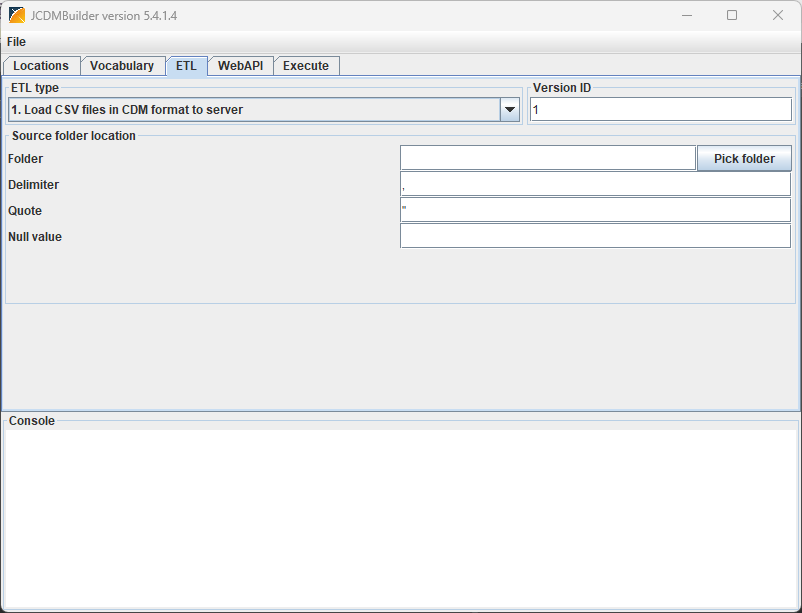 JCDMBuilder version 5.4.1.4
File
Locations Vocabulary ETL WebAPI Execute
ETL type Version ID
1. Load CSV files in CDM format to server 1
Source folder location
Folder Pick folder
Delimiter ,
Quote "
Null value
Console